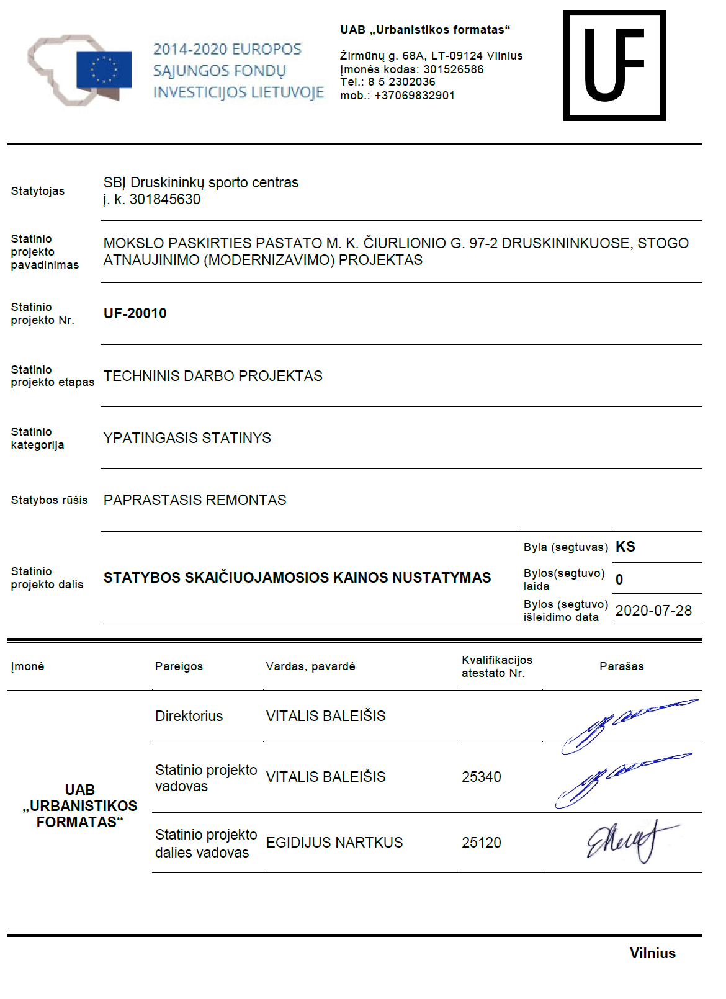 2014-2020 EUROPOS
SĄJUNGOS FONDŲ
INVESTICIJOS LIETUVOJE
UAB „Urbanistikos formatas“
Žirmūnų g. 68A, LT-09124 Vilnius
Įmonės kodas: 301526586
Tel.: 8 5 2302036
mob.: +37069832901
UF
Statytojas
SBĮ Druskininkų sporto centras
į. k. 301845630
Statinio
projekto
pavadinimas
MOKSLO PASKIRTIES PASTATO M. K. ČIURLIONIO G. 97-2 DRUSKININKUOSE, STOGO
ATNAUJINIMO (MODERNIZAVIMO) PROJEKTAS
Statinio
projekto Nr.
UF-20010
Statinio
projekto etapas
TECHNINIS DARBO PROJEKTAS
Statinio
kategorija
YPATINGASIS STATINYS
Statybos rūšis
PAPRASTASIS REMONTAS
Statinio
projekto dalis
STATYBOS SKAIČIUOJAMOSIOS KAINOS NUSTATYMAS
Byla (segtuvas)
KS
Bylos(segtuvo)
laida
0
Bylos (segtuvo)
išleidimo data
2020-07-28
Įmonė
Pareigos
Vardas, pavardė
Kvalifikacijos
atestato Nr.
Parašas
UAB
„URBANISTIKOS
FORMATAS“
Direktorius
VITALIS BALEIŠIS
Statinio projekto
vadovas
VITALIS BALEIŠIS
25340
Statinio projekto
dalies vadovas
EGIDIJUS NARTKUS
25120
Vilnius